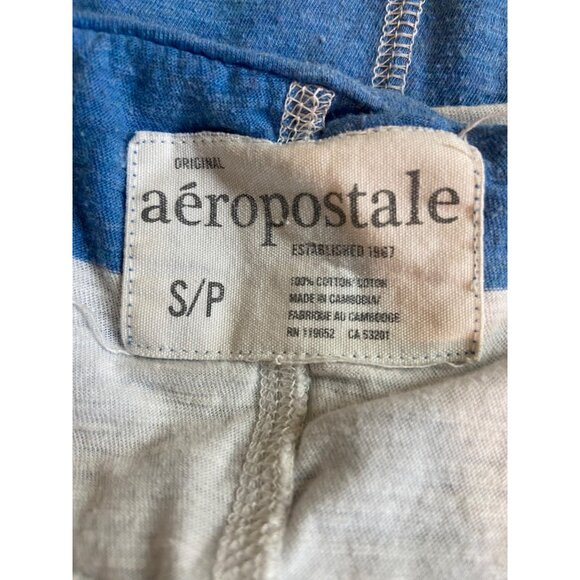 ORIGINAL
aéropostale
ESTABLISHED 1987
S/P
100% COTTON/COTON
MADE IN CAMBODIA/
FABRIQUE AU CAMBODGE
RN 119052 CA 53201